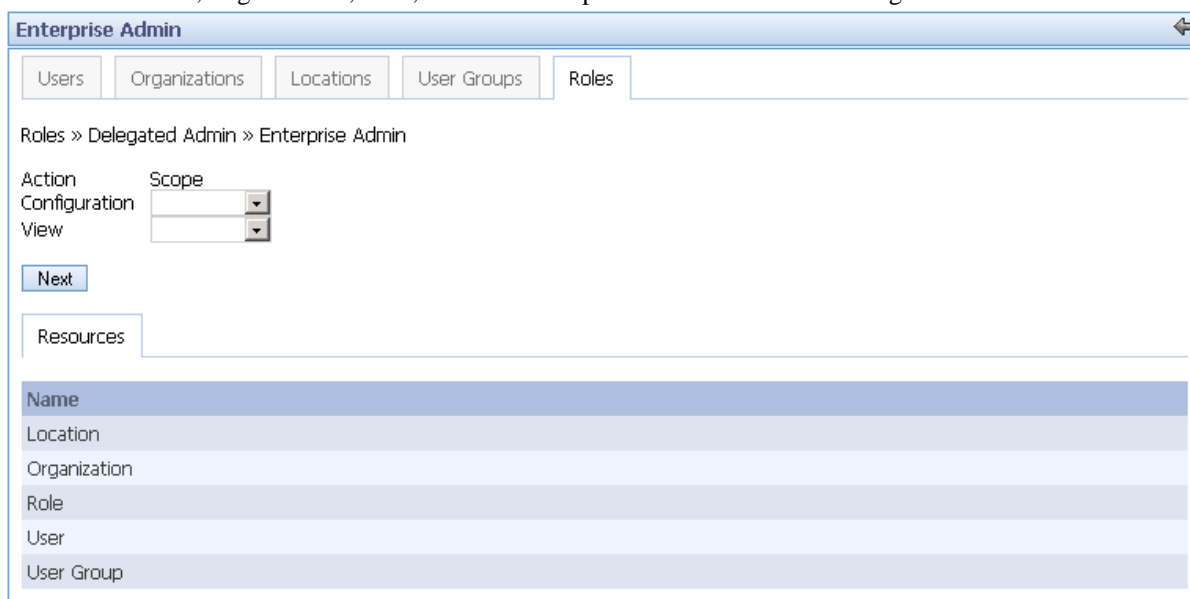 Enterprise Admin
Users Organizations Locations User Groups Roles
Roles » Delegated Admin » Enterprise Admin
Action Scope
Configuration
View
Next
Resources
Name
Location
Organization
Role
User
User Group